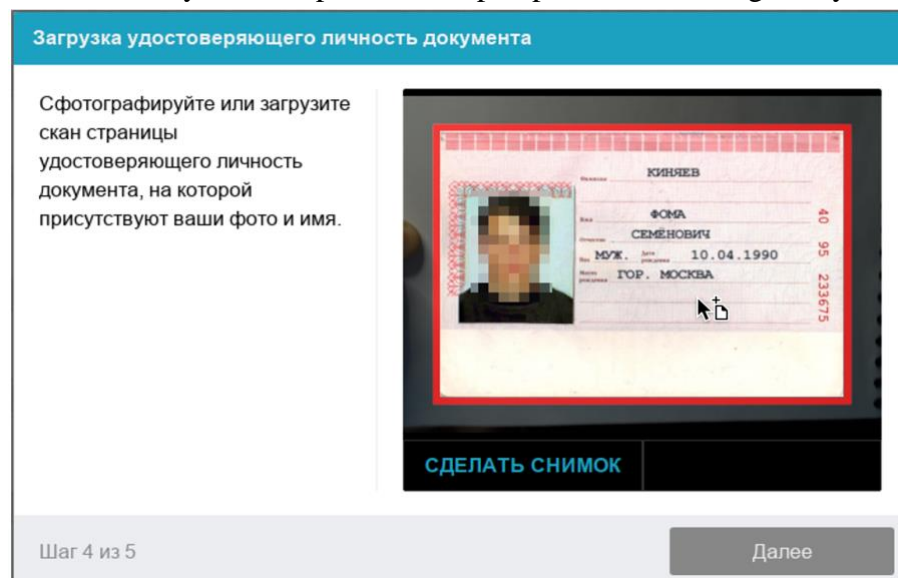 Загрузка удостоверяющего личность документа
Сфотографируйте или загрузите
скан страницы
удостоверяющего личность
документа, на которой
присутствуют ваши фото и имя.
КИНЯЕВ
ФОМА
СЕМЁНОВИЧ
МУЖ. 10.04.1990
ГОР. МОСКВА
40 95 233675
СДЕЛАТЬ СНИМОК
Шаг 4 из 5
Далее